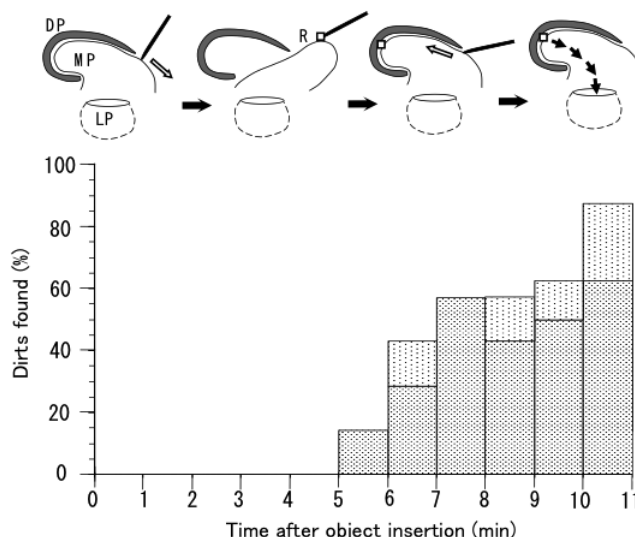 DP
MP
LP
R
100
80
60
40
20
0
Dirts found (%)
0 1 2 3 4 5 6 7 8 9 10 11
Time after object insertion (min)